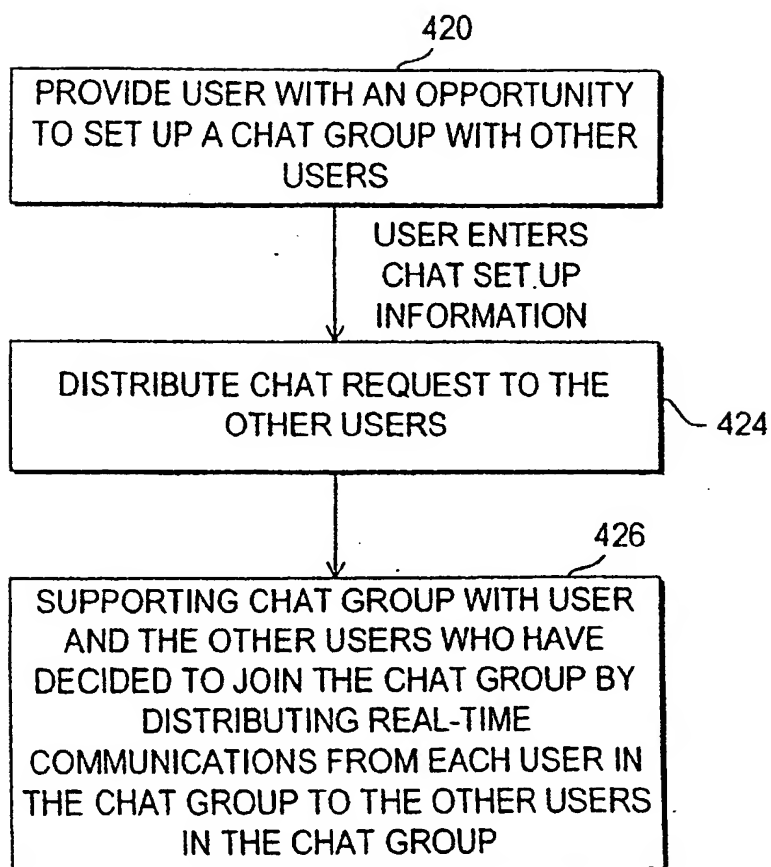 420
PROVIDE USER WITH AN OPPORTUNITY
TO SET UP A CHAT GROUP WITH OTHER
USERS
USER ENTERS
CHAT SET UP
INFORMATION
DISTRIBUTE CHAT REQUEST TO THE
OTHER USERS
424
426
SUPPORTING CHAT GROUP WITH USER
AND THE OTHER USERS WHO HAVE
DECIDED TO JOIN THE CHAT GROUP BY
DISTRIBUTING REAL-TIME
COMMUNICATIONS FROM EACH USER IN
THE CHAT GROUP TO THE OTHER USERS
IN THE CHAT GROUP